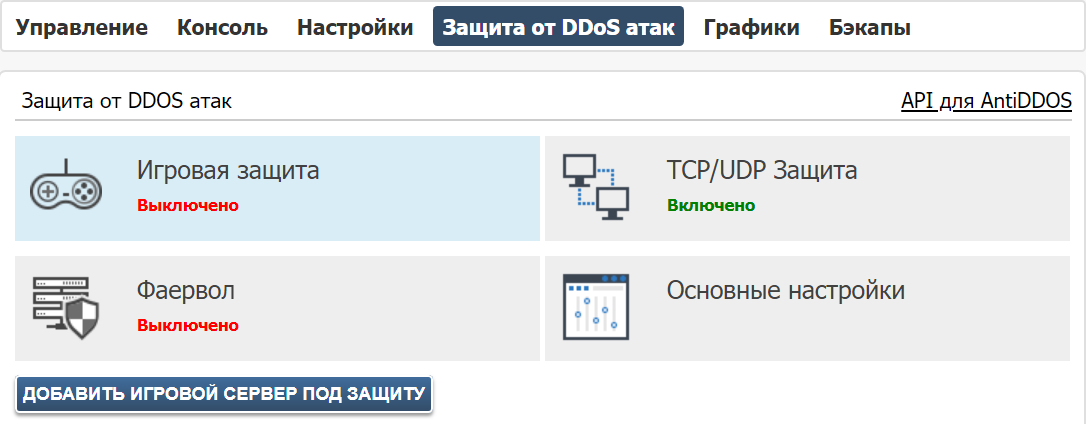 Управление Консоль Настройки Защита от DDoS атак Графики Бэкапы
Защита от DDOS атак API для AntiDDOS
Игровая защита
Выключено
TCP/UDP Защита
Включено
Фаервол
Выключено
Основные настройки
ДОБАВИТЬ ИГРОВОЙ СЕРВЕР ПОД ЗАЩИТУ